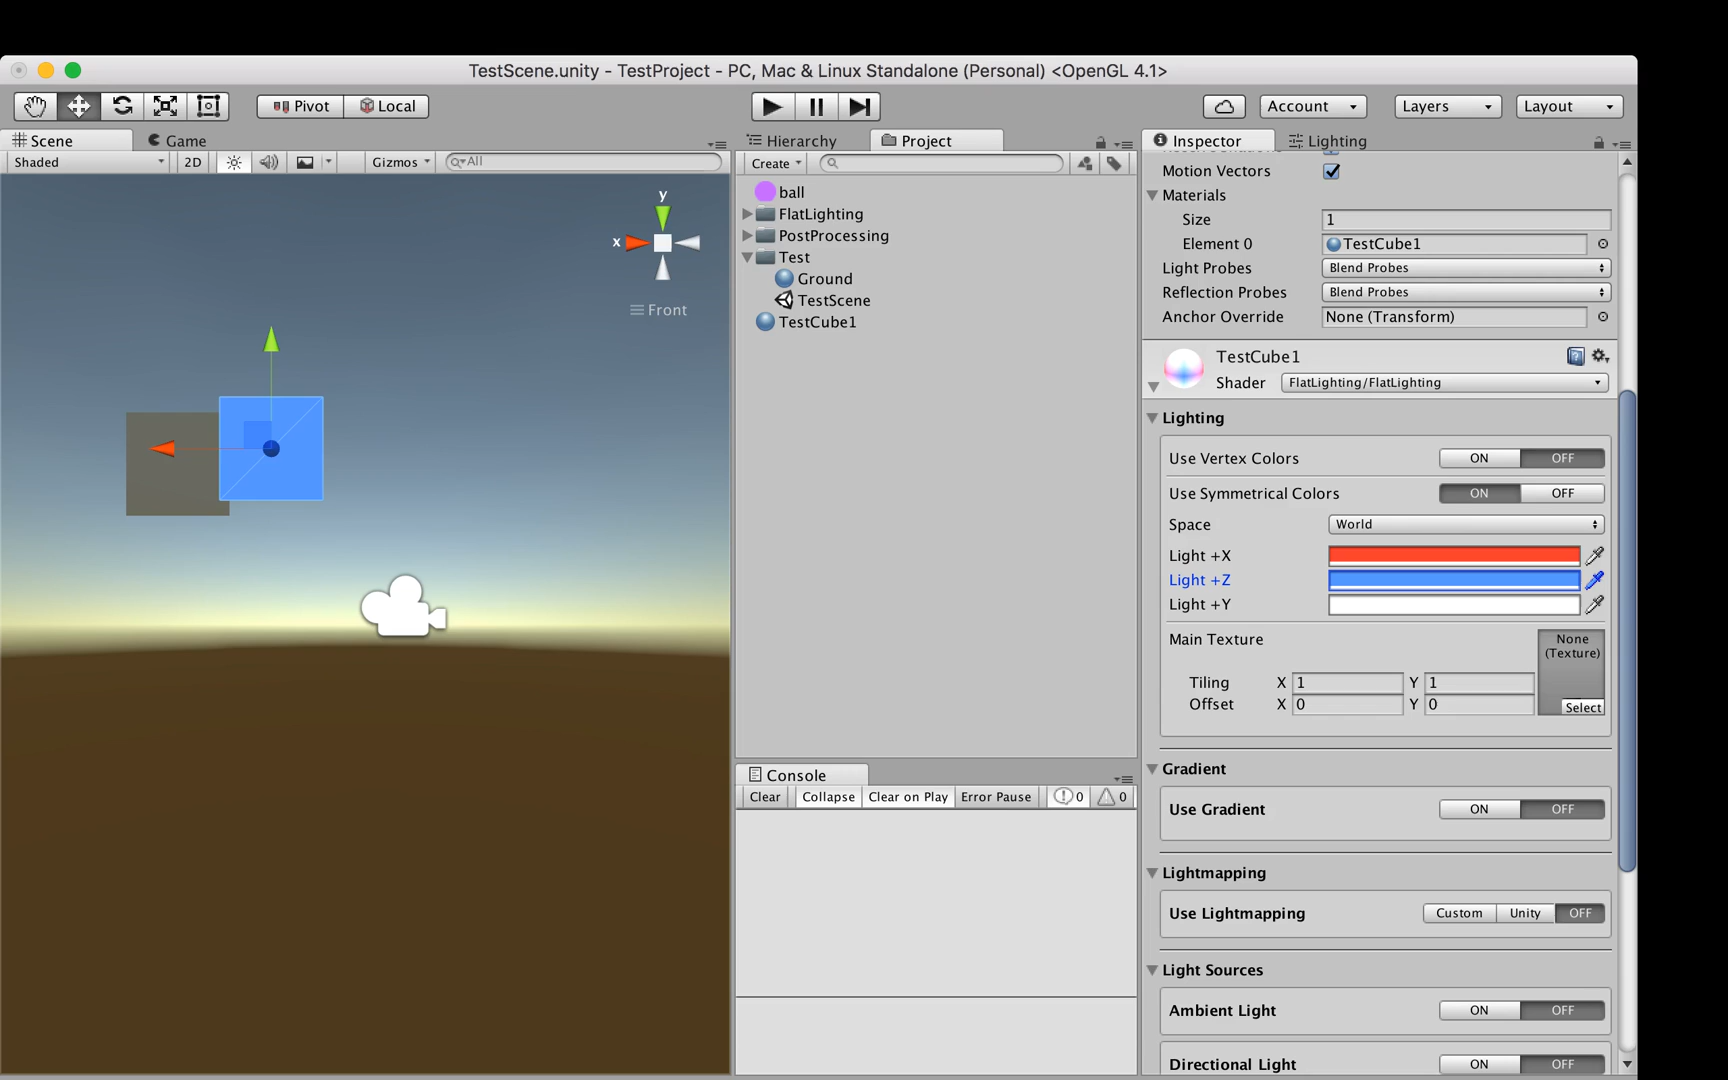 TestScene.unity - TestProject - PC, Mac & Linux Standalone (Personal) <OpenGL 4.1>
Pivot Local Account Layers Layout
Scene Game
Shaded 2D Gizmos All
y
x
Front
Hierarchy Project
Create
ball
FlatLighting
PostProcessing
Test
Ground
TestScene
TestCube1
Console
Clear Collapse Clear on Play Error Pause 0 0
Inspector Lighting
Motion Vectors
Materials
Size 1
Element 0 TestCube1
Light Probes Blend Probes
Reflection Probes Blend Probes
Anchor Override None (Transform)
TestCube1
Shader FlatLighting/FlatLighting
Lighting
Use Vertex Colors ON OFF
Use Symmetrical Colors ON OFF
Space World
Light +X
Light +Z
Light +Y
Main Texture None
(Texture)
Tiling X 1 Y 1
Offset X 0 Y 0
Select
Gradient
Use Gradient ON OFF
Lightmapping
Use Lightmapping Custom Unity OFF
Light Sources
Ambient Light ON OFF
Directional Light ON OFF